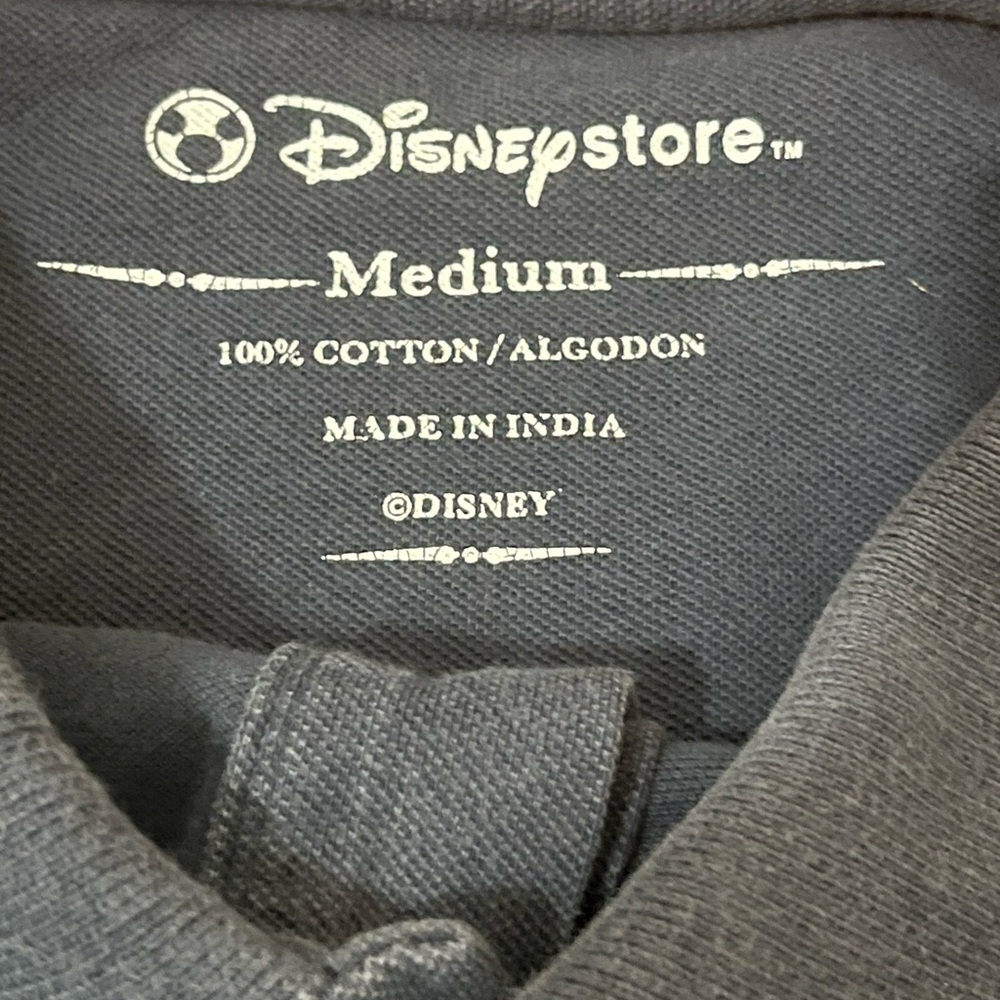 Disneystore™
Medium
100% COTTON/ALGODON
MADE IN INDIA
©DISNEY